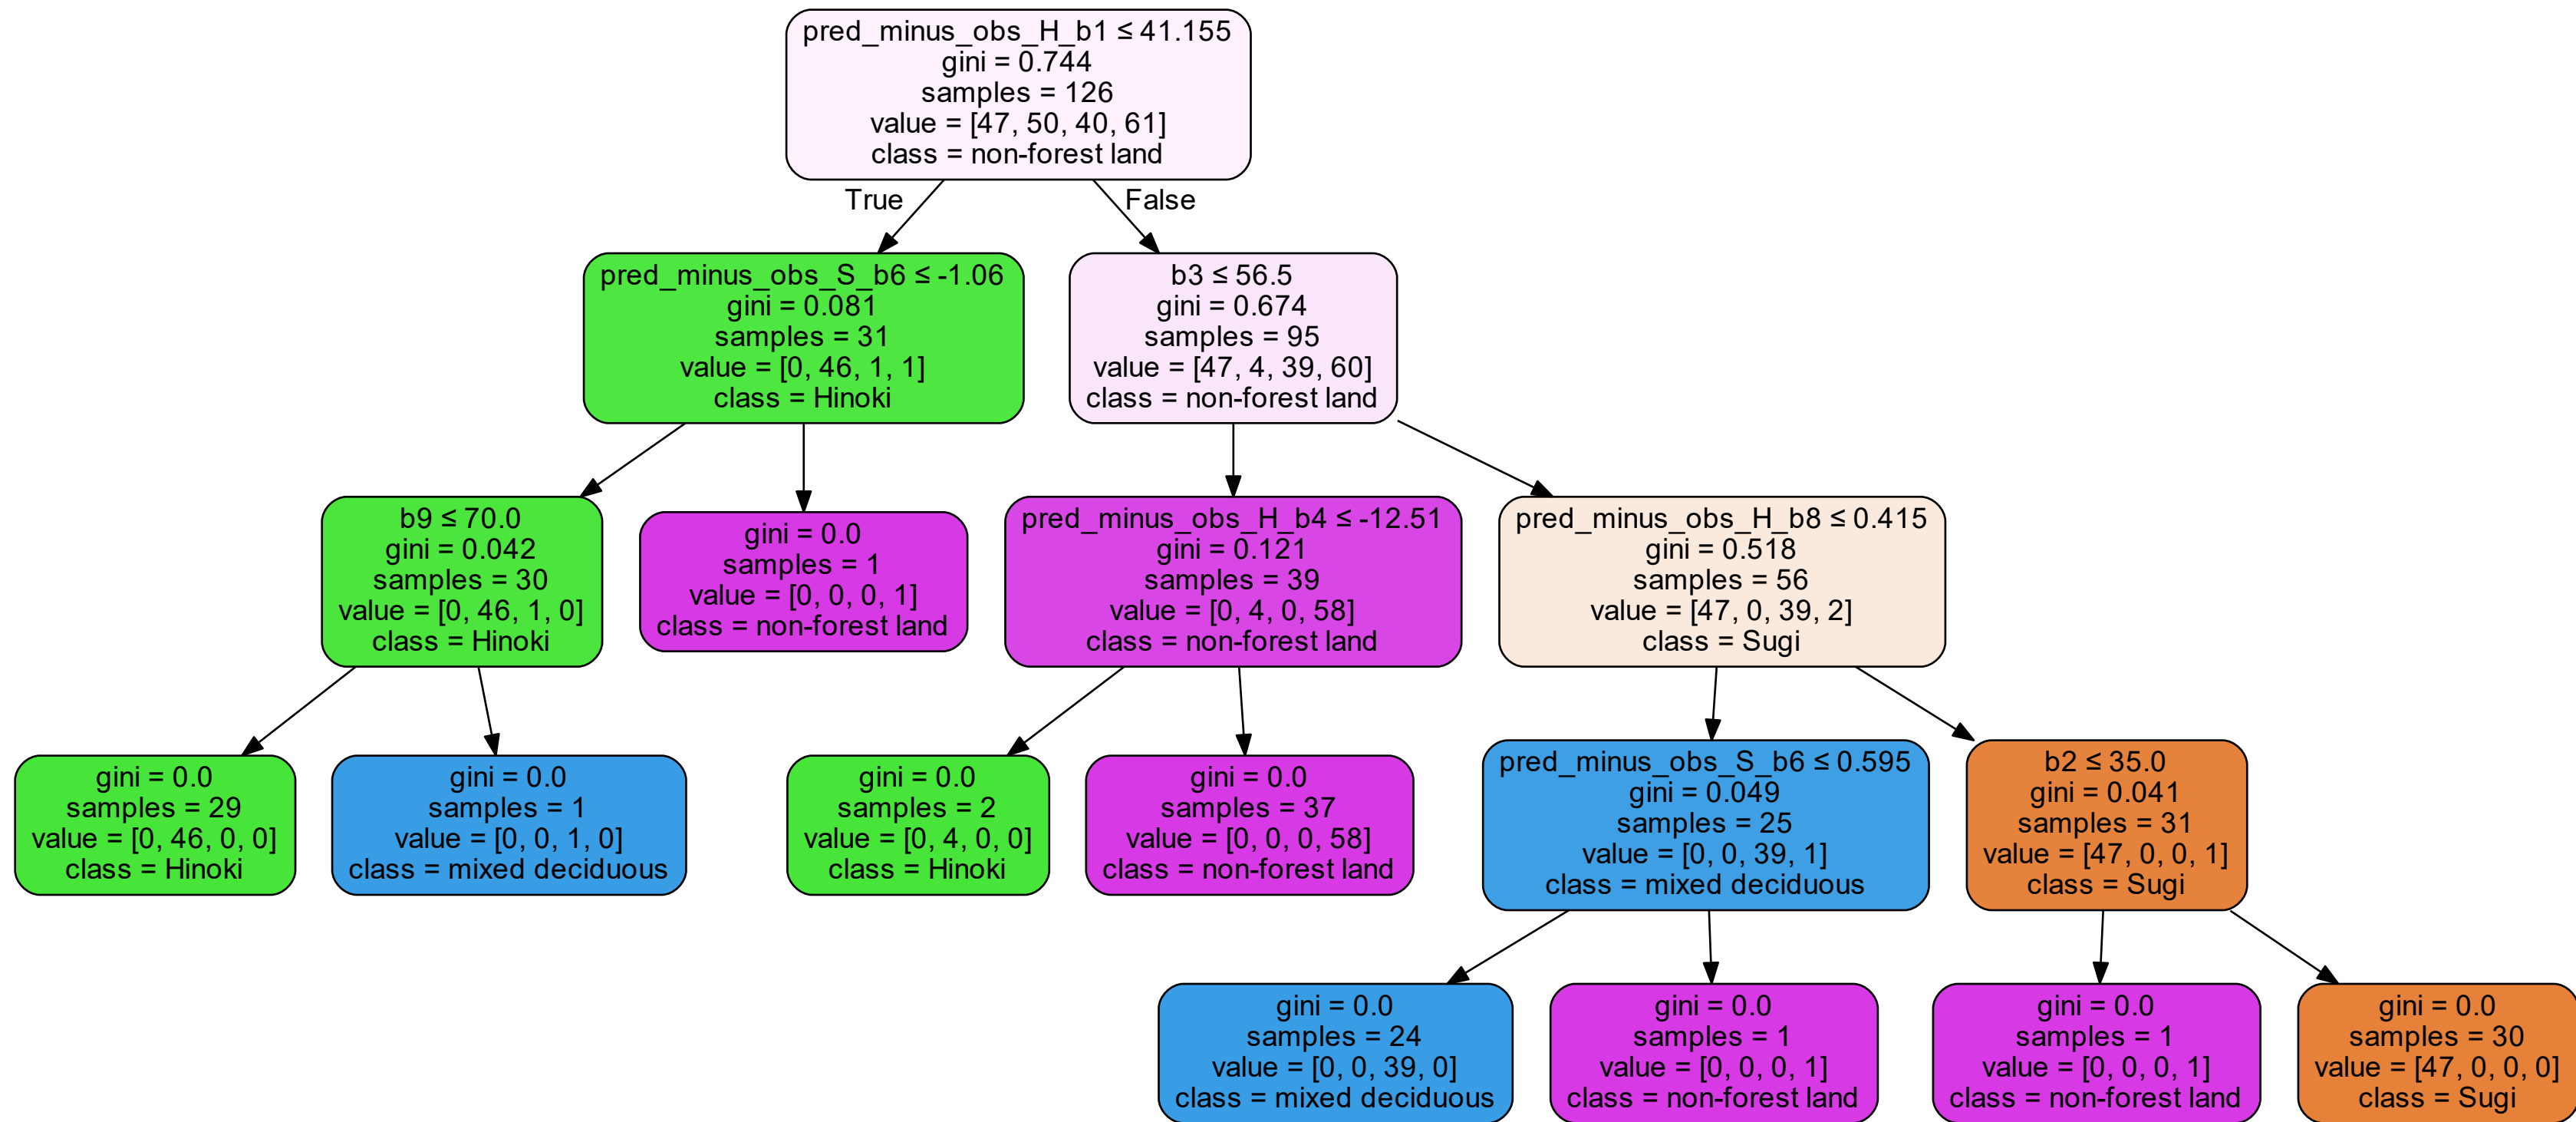 pred_minus_obs_H_b1 ≤ 41.155
gini = 0.744
samples = 126
value = [47, 50, 40, 61]
class = non-forest land
True
False
pred_minus_obs_S_b6 ≤ -1.06
gini = 0.081
samples = 31
value = [0, 46, 1, 1]
class = Hinoki
b3 ≤ 56.5
gini = 0.674
samples = 95
value = [47, 4, 39, 60]
class = non-forest land
b9 ≤ 70.0
gini = 0.042
samples = 30
value = [0, 46, 1, 0]
class = Hinoki
gini = 0.0
samples = 1
value = [0, 0, 0, 1]
class = non-forest land
pred_minus_obs_H_b4 ≤ -12.51
gini = 0.121
samples = 39
value = [0, 4, 0, 58]
class = non-forest land
pred_minus_obs_H_b8 ≤ 0.415
gini = 0.518
samples = 56
value = [47, 0, 39, 2]
class = Sugi
gini = 0.0
samples = 29
value = [0, 46, 0, 0]
class = Hinoki
gini = 0.0
samples = 1
value = [0, 0, 1, 0]
class = mixed deciduous
gini = 0.0
samples = 2
value = [0, 4, 0, 0]
class = Hinoki
gini = 0.0
samples = 37
value = [0, 0, 0, 58]
class = non-forest land
pred_minus_obs_S_b6 ≤ 0.595
gini = 0.049
samples = 25
value = [0, 0, 39, 1]
class = mixed deciduous
b2 ≤ 35.0
gini = 0.041
samples = 31
value = [47, 0, 0, 1]
class = Sugi
gini = 0.0
samples = 24
value = [0, 0, 39, 0]
class = mixed deciduous
gini = 0.0
samples = 1
value = [0, 0, 0, 1]
class = non-forest land
gini = 0.0
samples = 1
value = [0, 0, 0, 1]
class = non-forest land
gini = 0.0
samples = 30
value = [47, 0, 0, 0]
class = Sugi